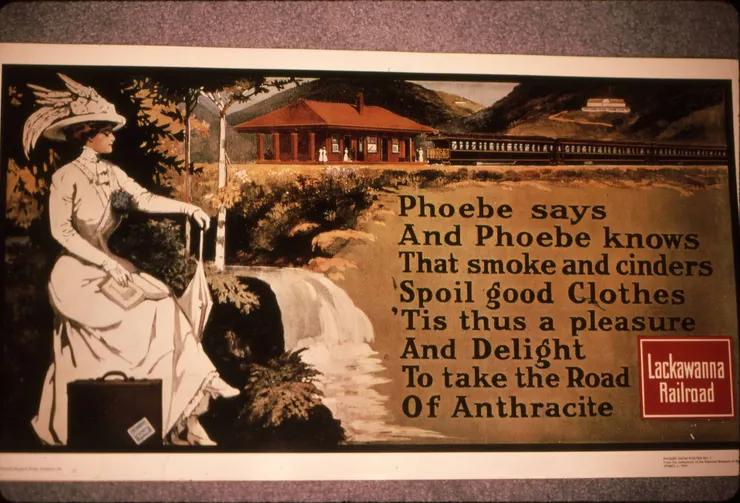 Phoebe says
And Phoebe knows
That smoke and cinders
Spoil good Clothes
'Tis thus a pleasure
And Delight
To take the Road
Of Anthracite
Lackawanna
Railroad